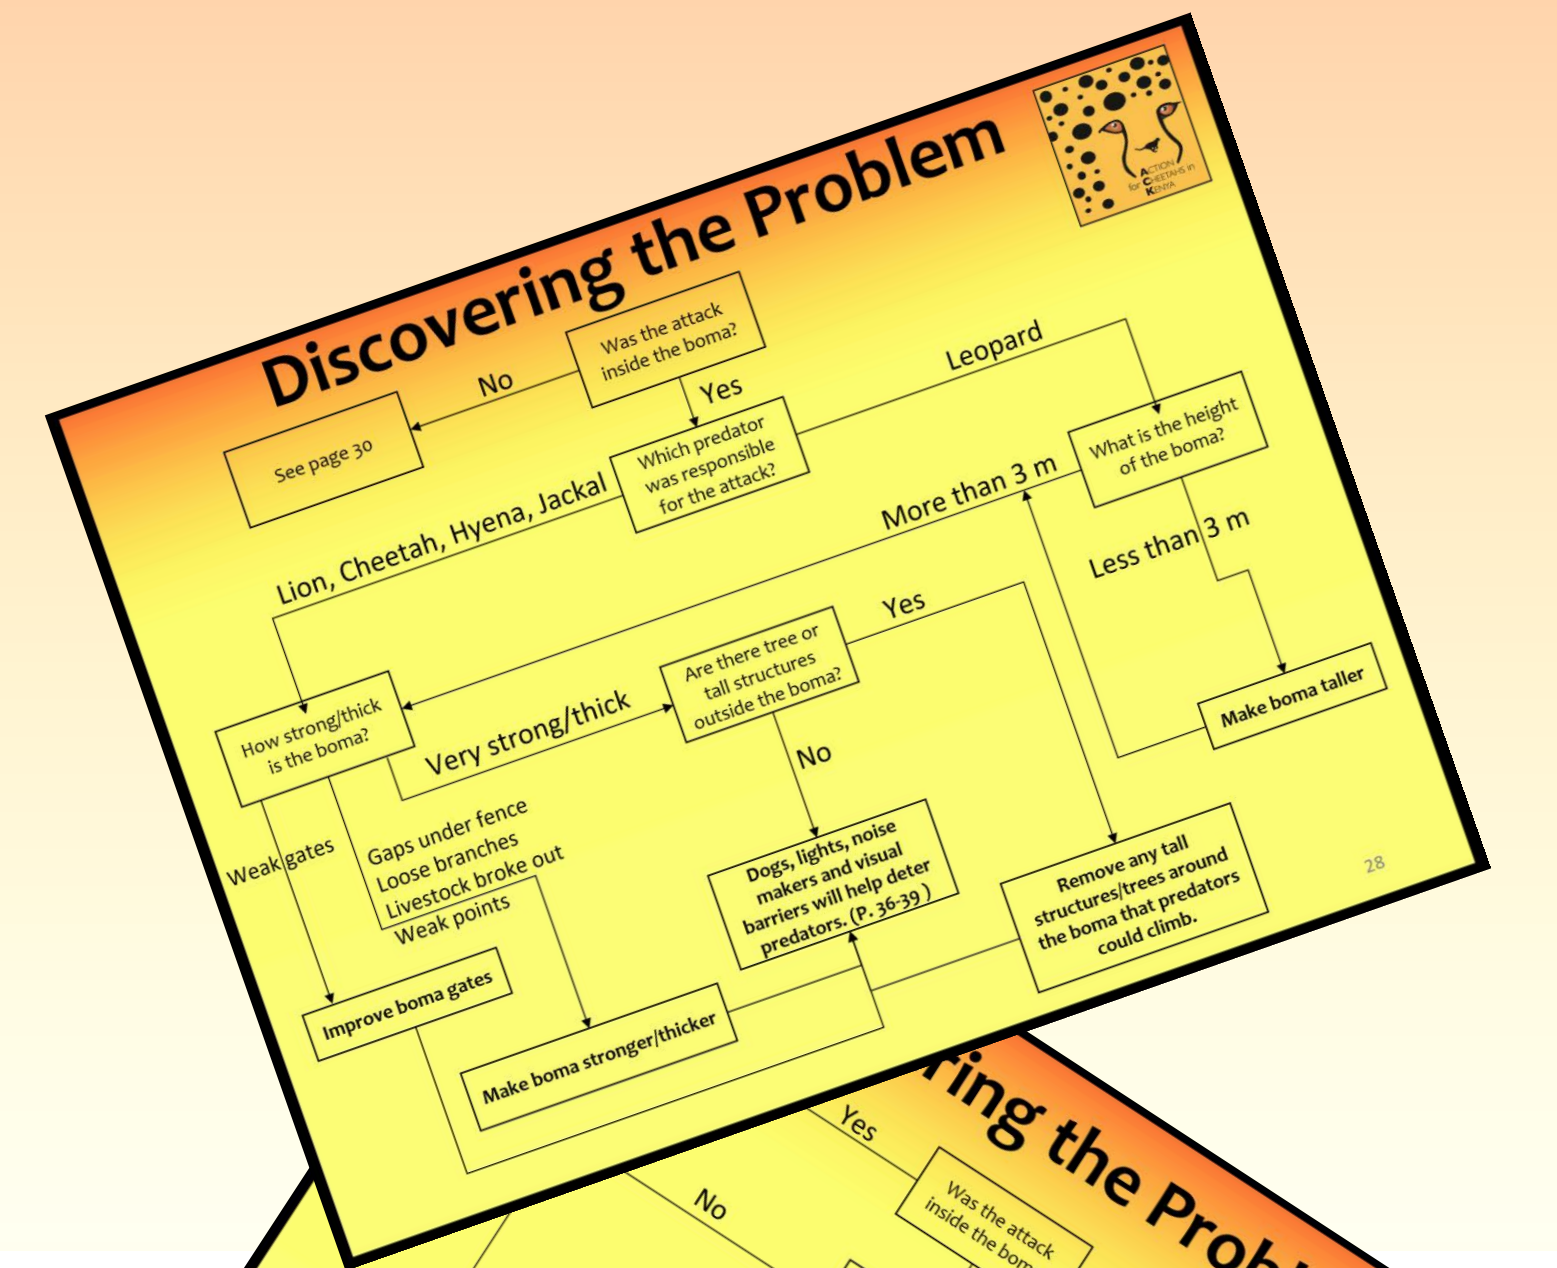 Discovering the Problem
ACTION
for CHEETAHS in
KENYA
Was the attack
inside the boma?
No
Yes
See page 30
Which predator
was responsible
for the attack?
Leopard
What is the height
of the boma?
Lion, Cheetah, Hyena, Jackal
More than 3 m
Less than 3 m
Make boma taller
How strong/thick
is the boma?
Very strong/thick
Are there tree or
tall structures
outside the boma?
Yes
No
Weak gates
Gaps under fence
Loose branches
Livestock broke out
Weak points
Dogs, lights, noise
makers and visual
barriers will help deter
predators. (P. 36-39 )
Remove any tall
structures/trees around
the boma that predators
could climb.
Improve boma gates
Make boma stronger/thicker
28
ring the Prob
Yes
No
Was the attack
inside the bom